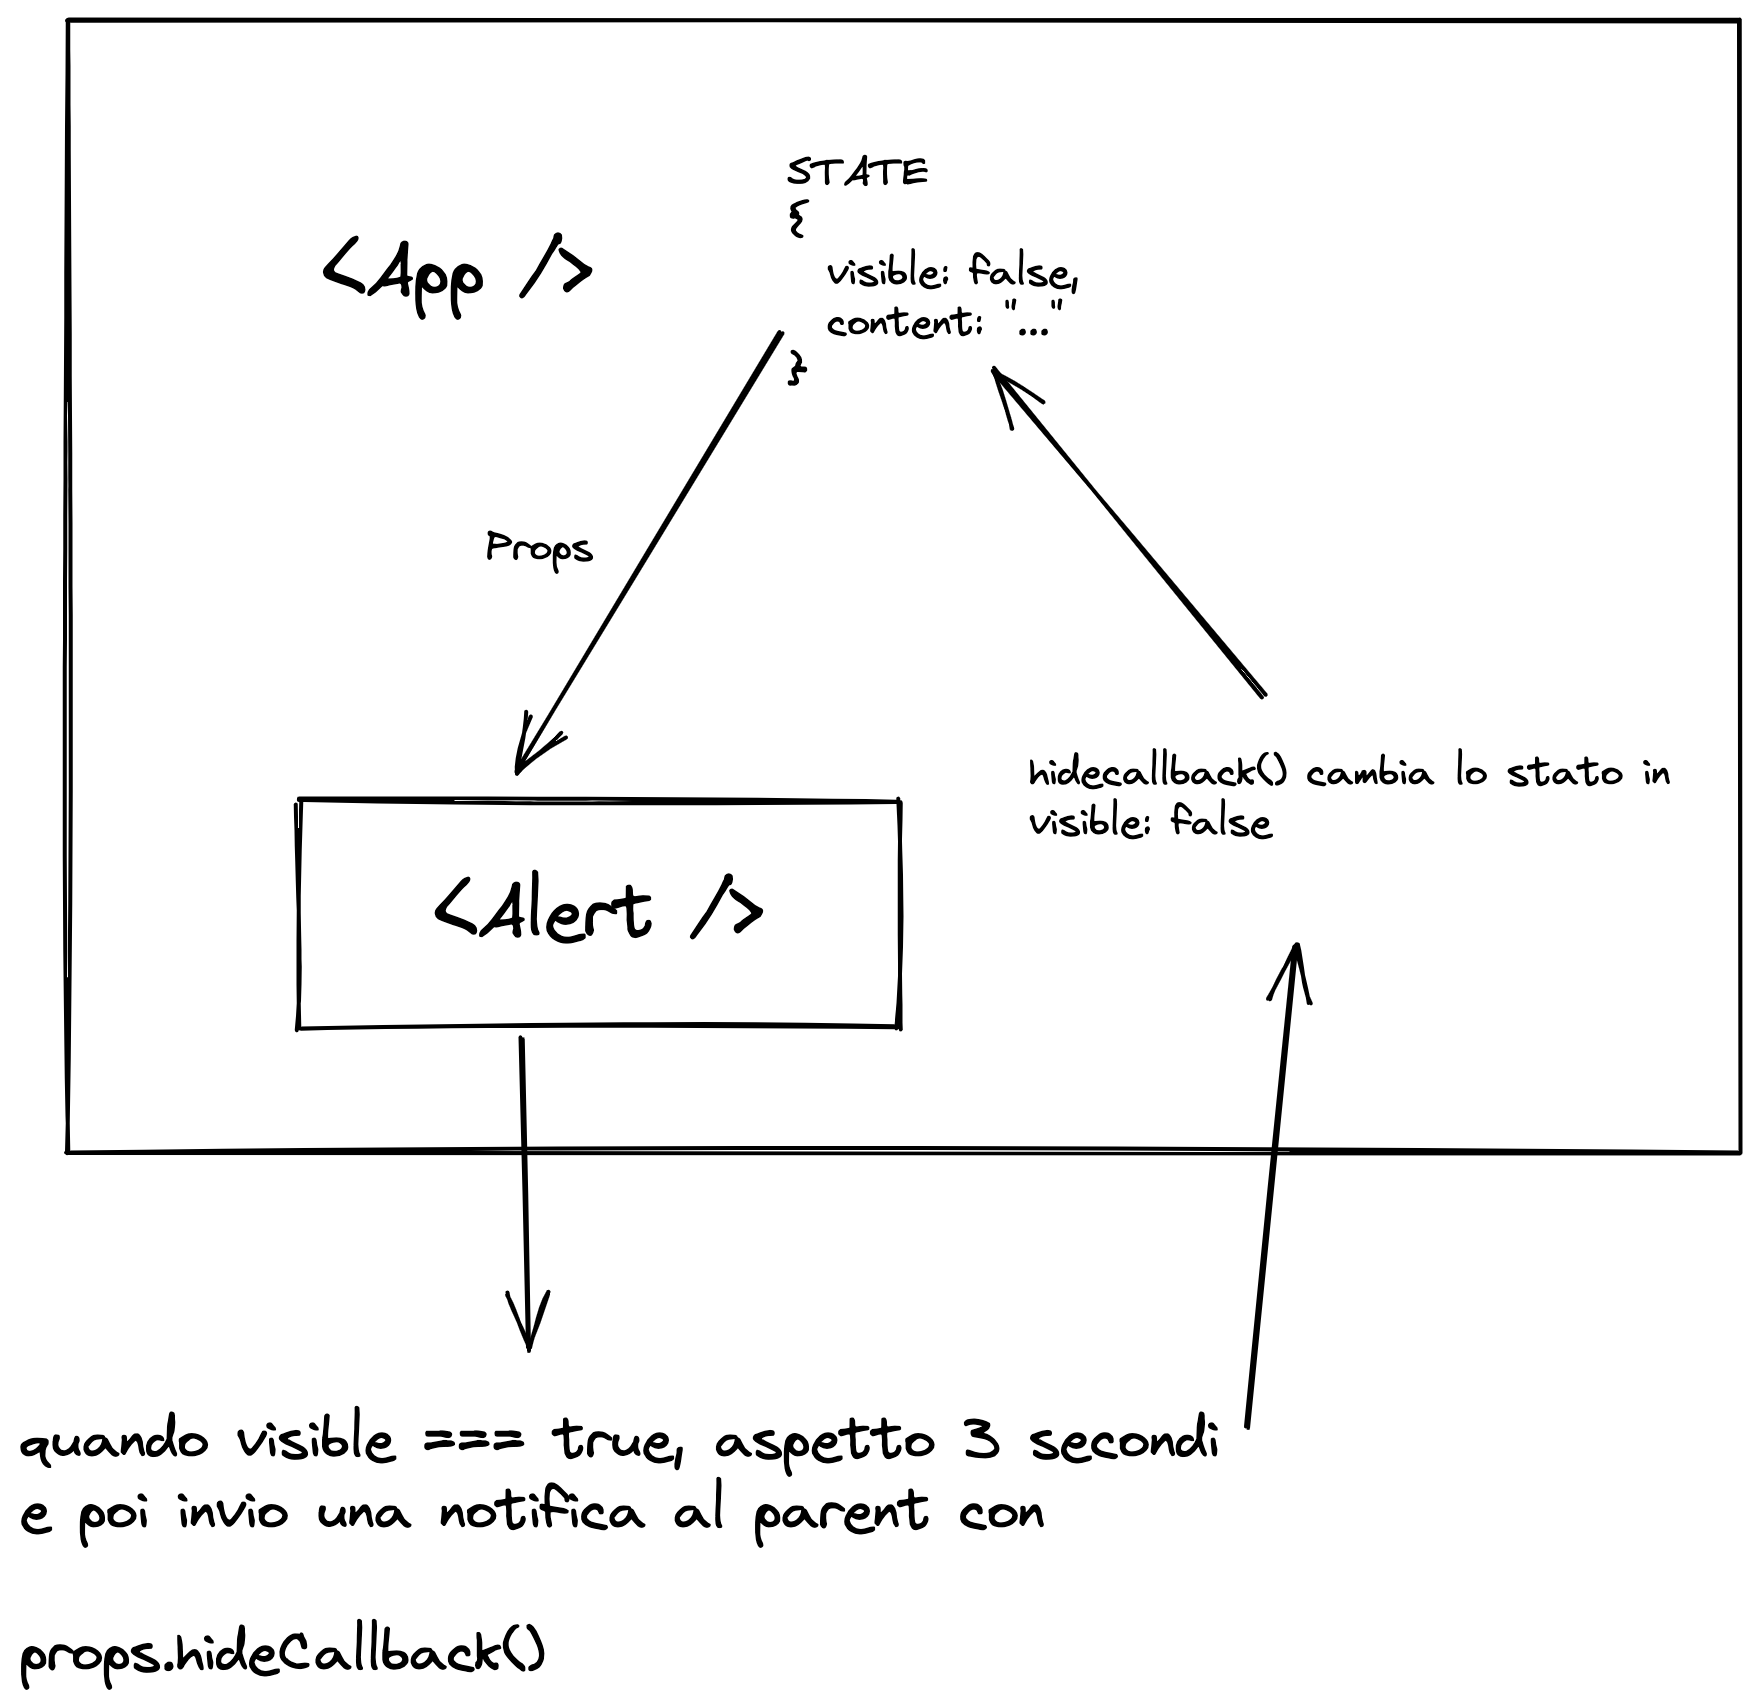 STATE
{
<App />
visible: false,
content: "..."
}
Props
hidecallback() cambia lo stato in
visible: false
<Alert />
quando visible === true, aspetto 3 secondi
e poi invio una notifica al parent con
props.hideCallback()